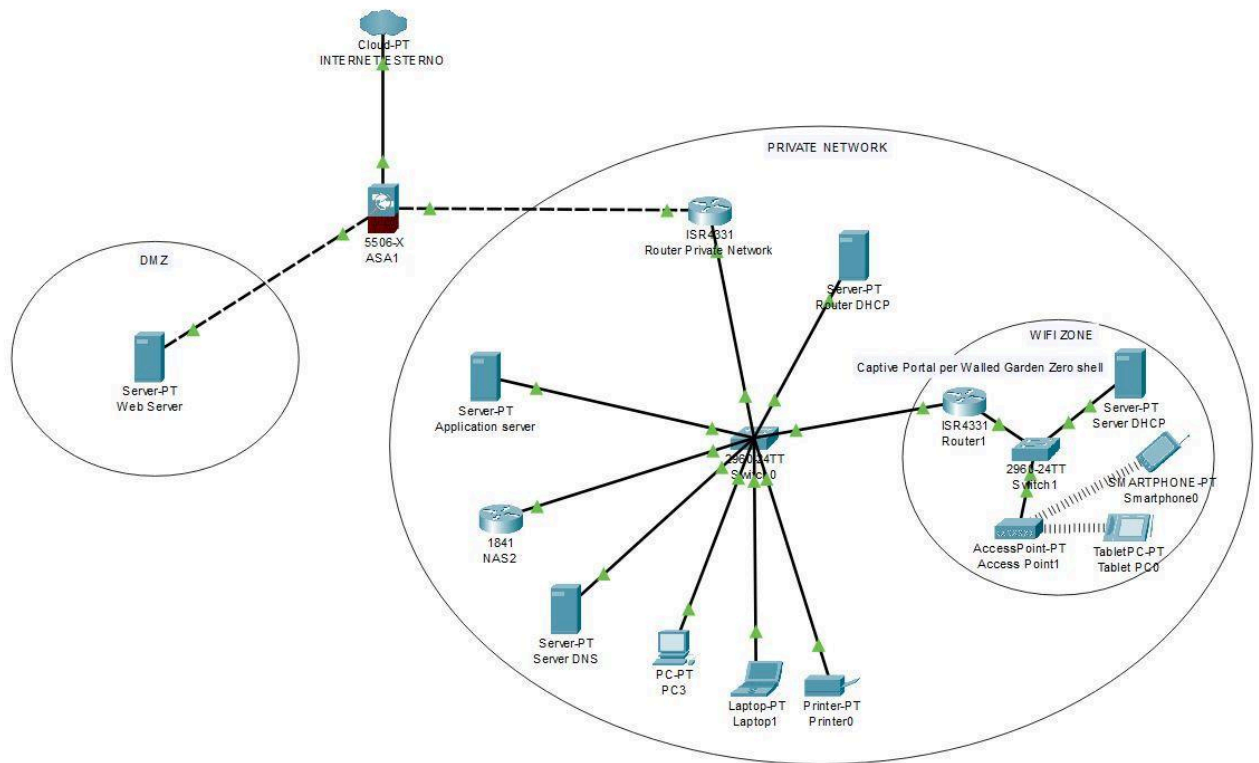 Cloud-PT
INTERNET ESTERNO
PRIVATE NETWORK
5506-X
ASA1
ISR4331
Router Private Network
DMZ
Server-PT
Web Server
Server-PT
Router DHCP
WIFI ZONE
Captive Portal per Walled Garden Zero shell
Server-PT
Server DHCP
ISR4331
Router1
2960-24TT
Switch1
SMARTPHONE-PT
Smartphone0
AccessPoint-PT
Access Point1
TabletPC-PT
Tablet PC0
Server-PT
Application server
2960-24TT
Switch0
1841
NAS2
Server-PT
Server DNS
PC-PT
PC3
Laptop-PT
Laptop1
Printer-PT
Printer0